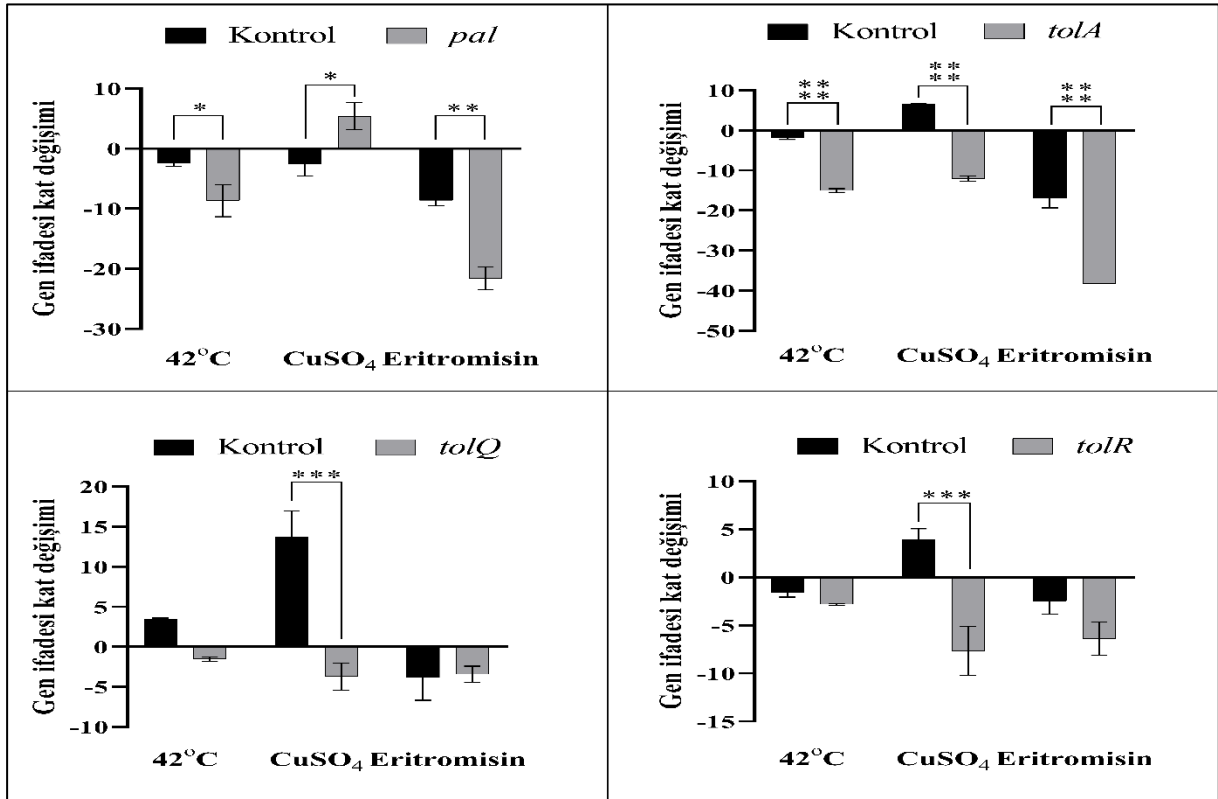 Kontrol pal
Gen ifadesi kat değişimi
* * **
10
0
-10
-20
-30
42°C CuSO₄ Eritromisin
Kontrol tolA
Gen ifadesi kat değişimi
** ** **
** ** **
10
0
-10
-20
-30
-40
-50
42°C CuSO₄ Eritromisin
Kontrol tolQ
Gen ifadesi kat değişimi
***
20
15
10
5
0
-5
-10
42°C CuSO₄ Eritromisin
Kontrol tolR
Gen ifadesi kat değişimi
***
10
5
0
-5
-10
-15
42°C CuSO₄ Eritromisin